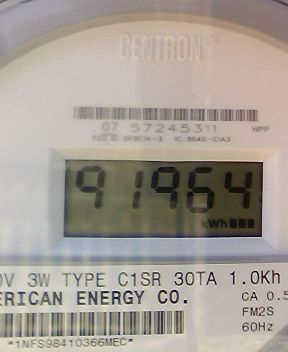 CENTRON®
07 57245311 HPP
91964
kWh
0V 3W TYPE C1SR 30TA 1.0Kh
ERICAN ENERGY CO. CA 0.5
FM2S
60Hz
*1NFS98410366MEC*